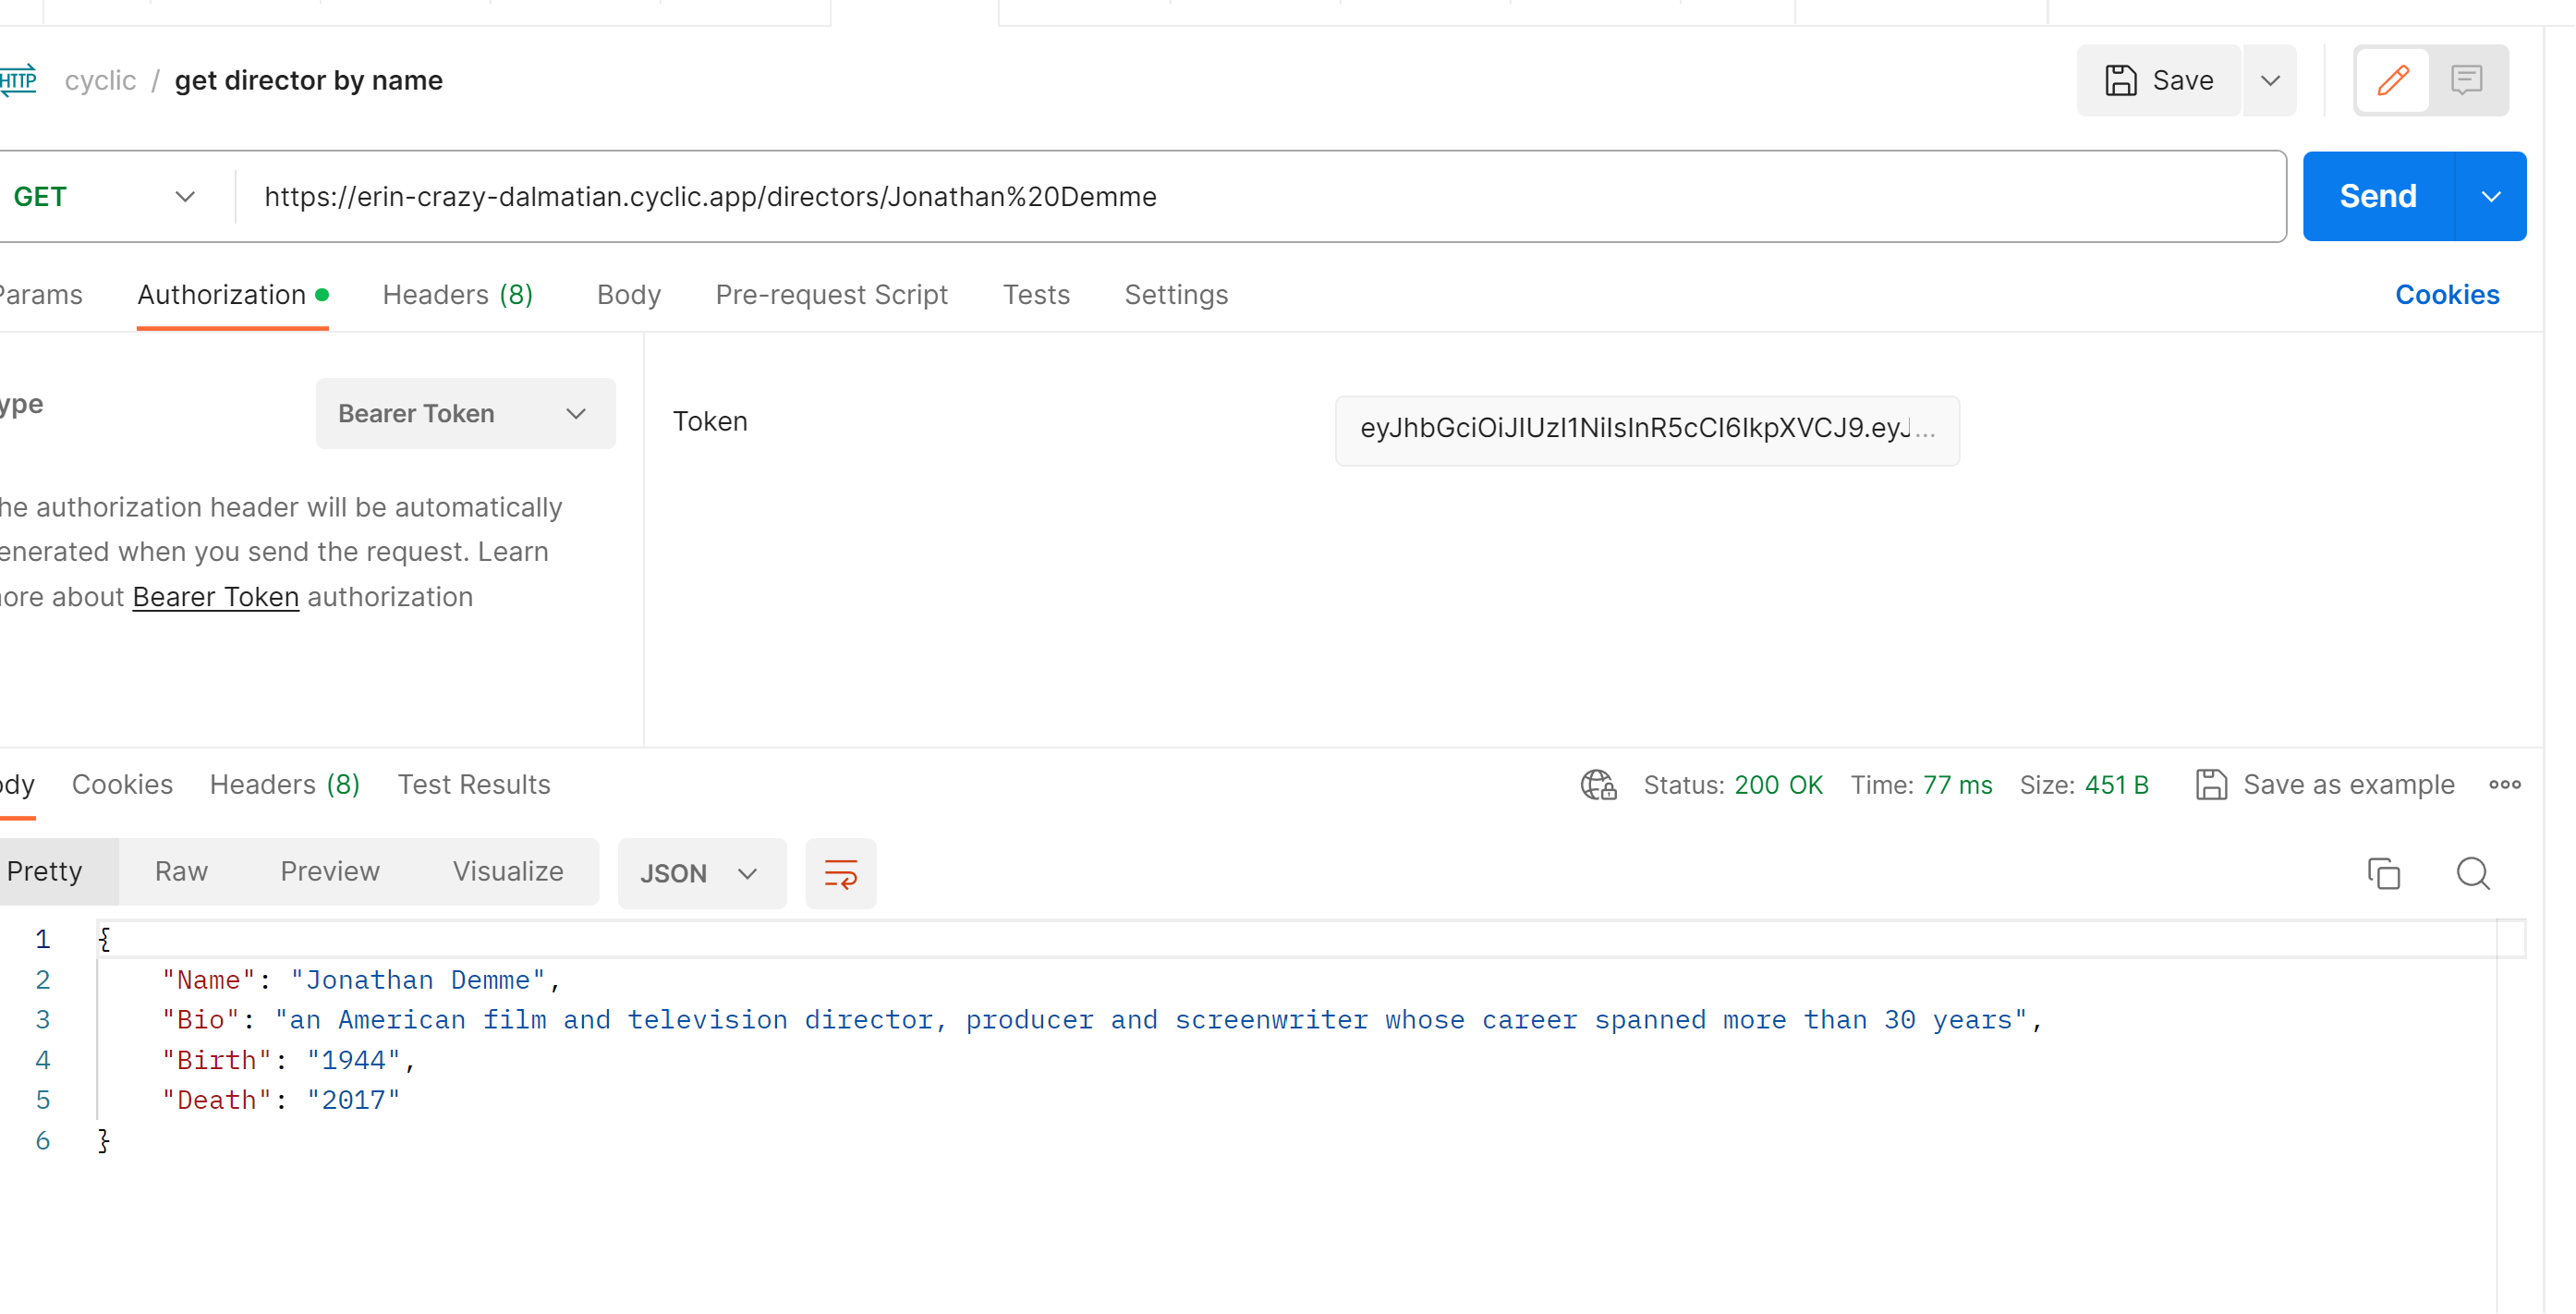 HTTP cyclic / get director by name Save
GET https://erin-crazy-dalmatian.cyclic.app/directors/Jonathan%20Demme Send
Params Authorization Headers (8) Body Pre-request Script Tests Settings Cookies
ype Bearer Token Token eyJhbGciOiJIUzI1NiIsInR5cCI6IkpXVCJ9.eyJ...
he authorization header will be automatically
enerated when you send the request. Learn
ore about Bearer Token authorization
ody Cookies Headers (8) Test Results Status: 200 OK Time: 77 ms Size: 451 B Save as example
Pretty Raw Preview Visualize JSON
1 {
2 "Name": "Jonathan Demme",
3 "Bio": "an American film and television director, producer and screenwriter whose career spanned more than 30 years",
4 "Birth": "1944",
5 "Death": "2017"
6 }